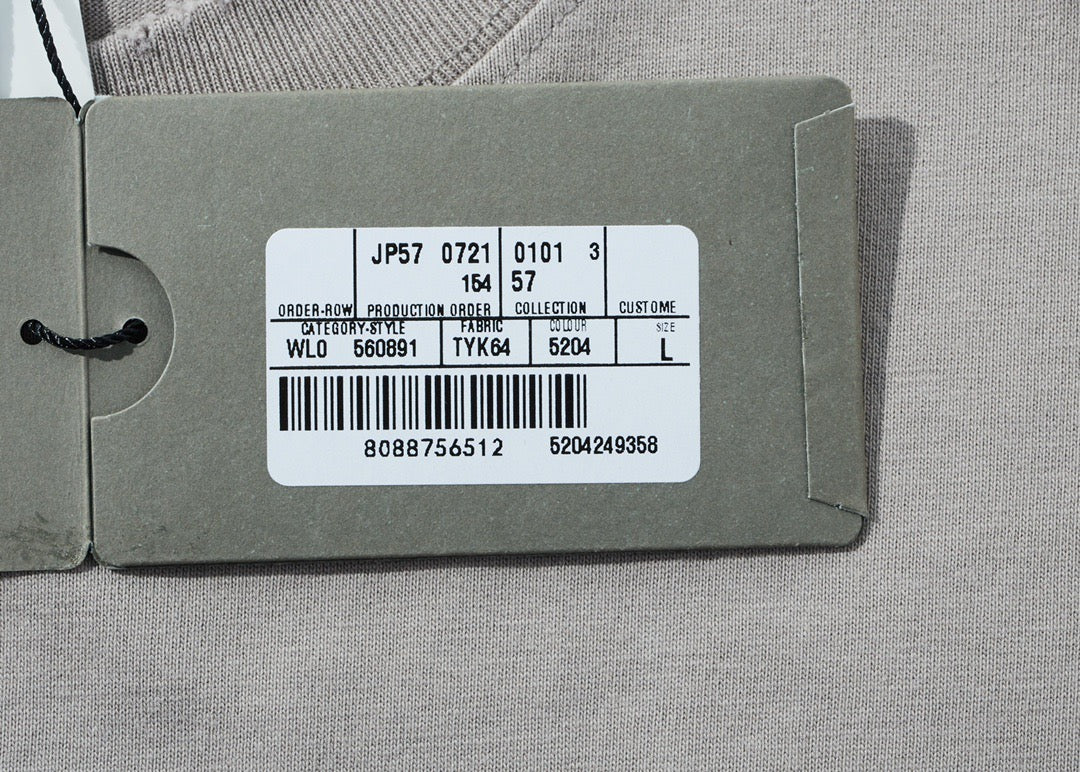 JP57 0721 0101 3
154 57
ORDER-ROW PRODUCTION ORDER COLLECTION CUSTOME
CATEGORY-STYLE FABRIC COLOUR SIZE
WL0 560891 TYK64 5204 L
8088756512 5204249358